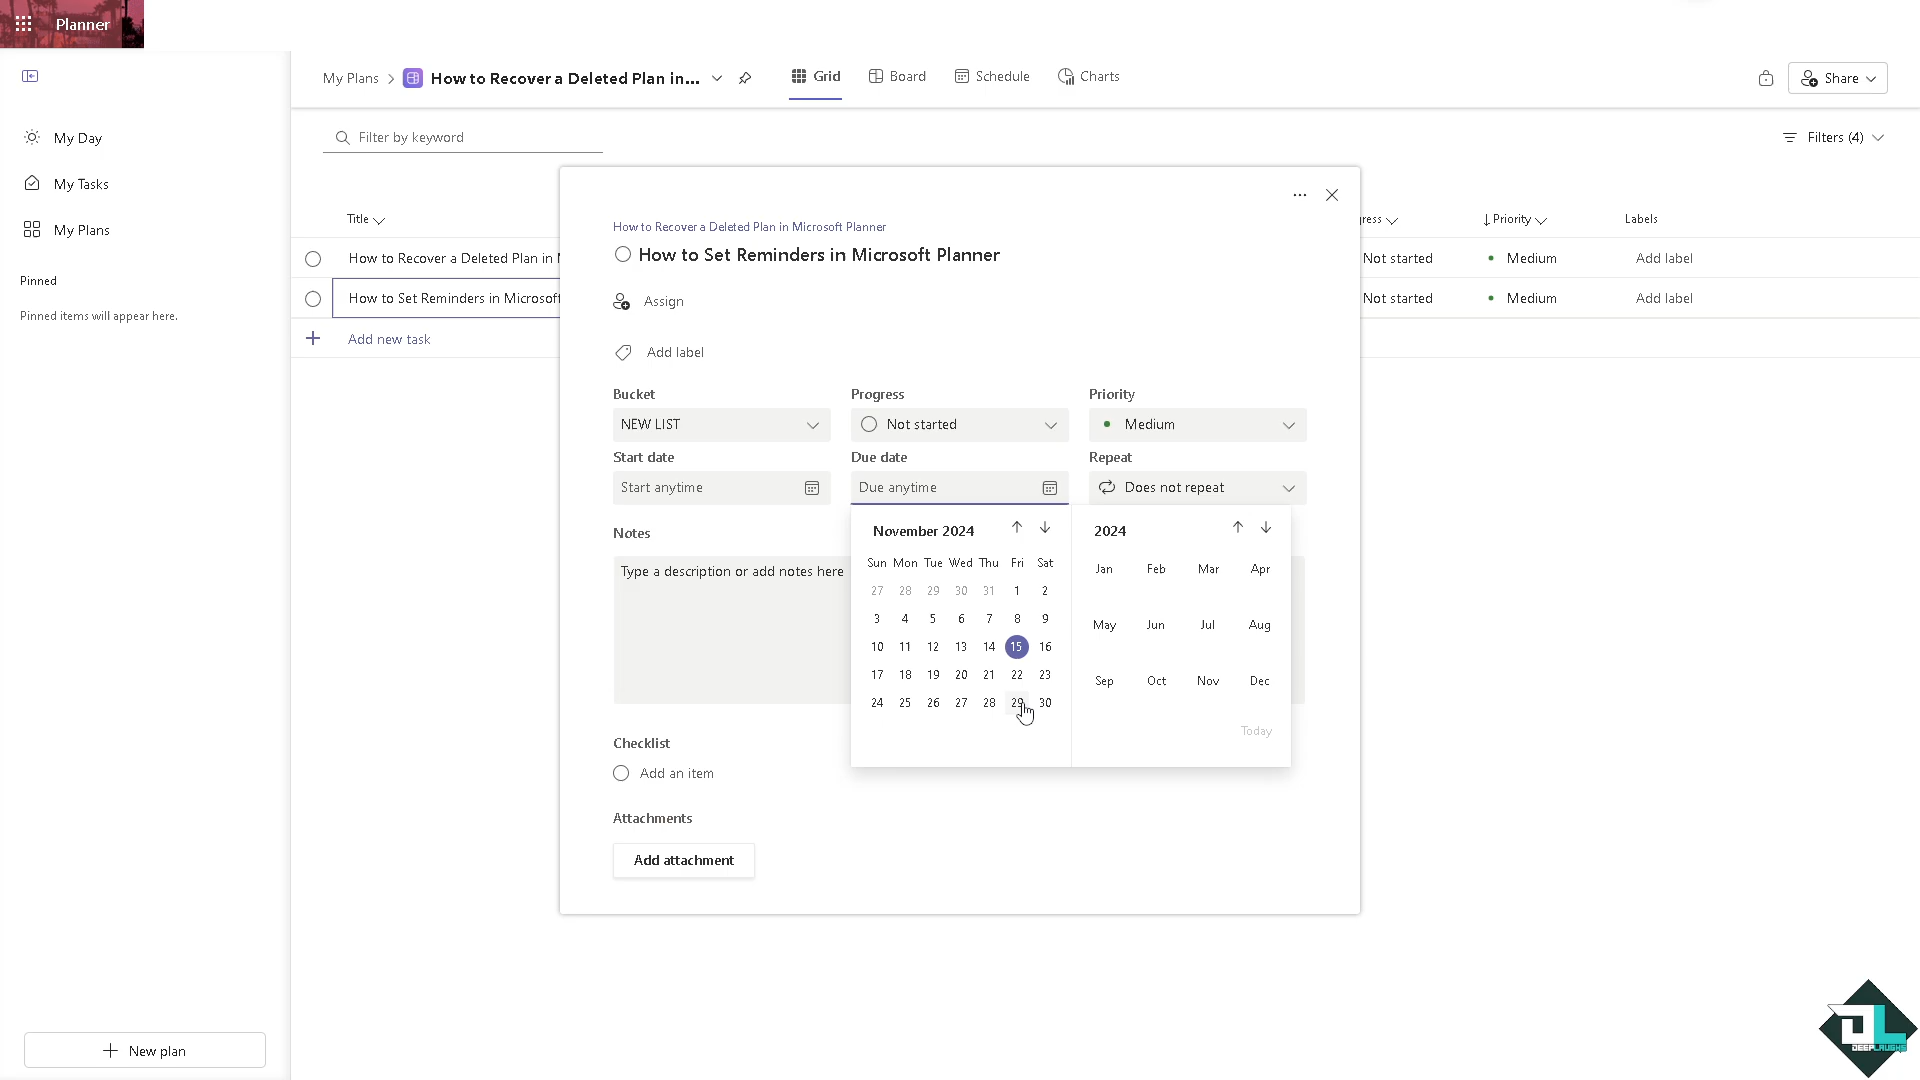 Planner
My Plans
How to Recover a Deleted Plan in...
Grid
Board
Schedule
Charts
Share
My Day
My Tasks
My Plans
Pinned
Pinned items will appear here.
Filter by keyword
Filters (4)
Title
gress
Priority
Labels
How to Recover a Deleted Plan in
Not started
Medium
Add label
How to Set Reminders in Microsof
Not started
Medium
Add label
Add new task
How to Recover a Deleted Plan in Microsoft Planner
How to Set Reminders in Microsoft Planner
Assign
Add label
Bucket
Progress
Priority
NEW LIST
Not started
Medium
Start date
Due date
Repeat
Start anytime
Due anytime
Does not repeat
Notes
Type a description or add notes here
November 2024
Sun Mon Tue Wed Thu Fri Sat
27 28 29 30 31 1 2
3 4 5 6 7 8 9
10 11 12 13 14 15 16
17 18 19 20 21 22 23
24 25 26 27 28 29 30
2024
Jan Feb Mar Apr
May Jun Jul Aug
Sep Oct Nov Dec
Today
Checklist
Add an item
Attachments
Add attachment
New plan
DEEPLAUGHS